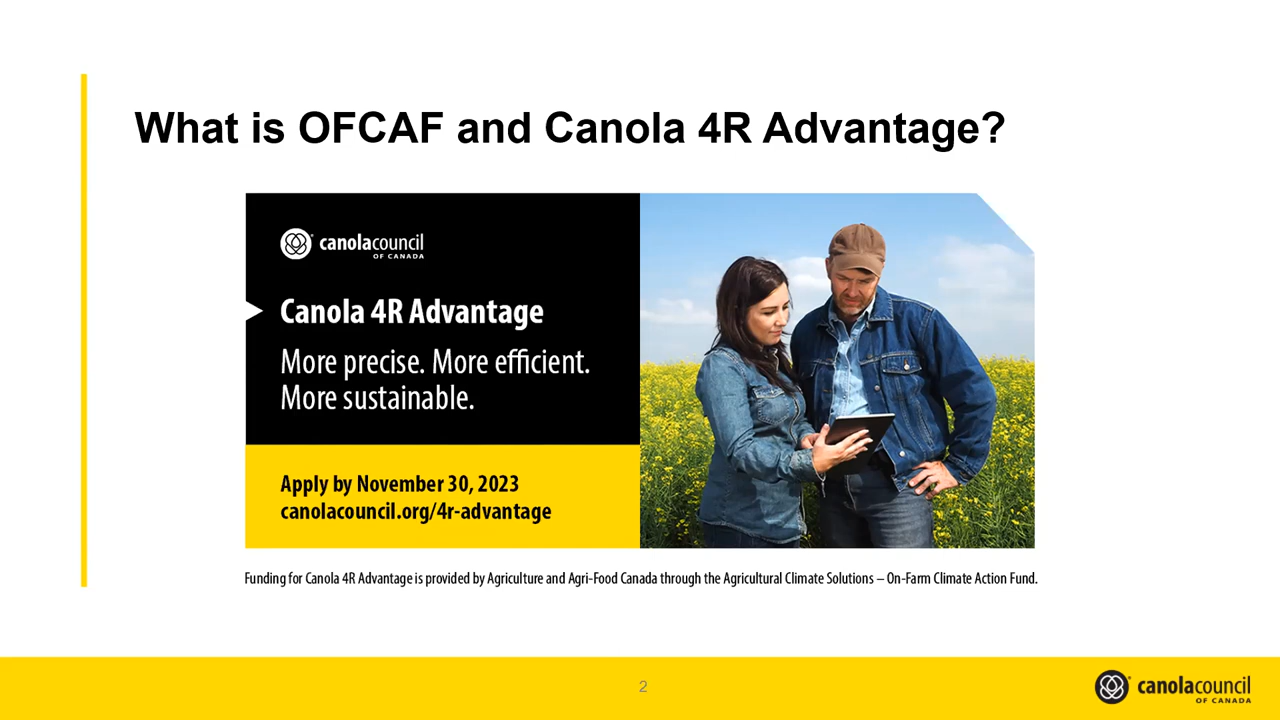 What is OFCAF and Canola 4R Advantage?
canolacouncil
OF CANADA
Canola 4R Advantage
More precise. More efficient.
More sustainable.
Apply by November 30, 2023
canolacouncil.org/4r-advantage
Funding for Canola 4R Advantage is provided by Agriculture and Agri-Food Canada through the Agricultural Climate Solutions – On-Farm Climate Action Fund.
2
canolacouncil
OF CANADA